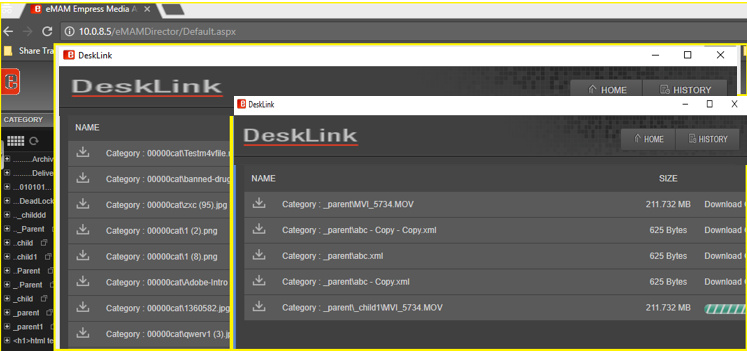 eMAM Empress Media A
10.0.8.5/eMAMDirector/Default.aspx
Share Tra
CATEGORY
.........Archiv
.........Delive
...010101...
...DeadLock
.._childdd
.._Parent
..child
..child1
..Parent
._.Parent
._child
._parent
._parent1
<h1>html te
DeskLink
DeskLink
HOME
HISTORY
NAME
Category : 00000cat\Testm4vfile.
Category : 00000cat\banned-drug
Category : 00000cat\zxc (95).jpg
Category : 00000cat\1 (2).png
Category : 00000cat\1 (8).png
Category : 00000cat\Adobe-Intro
Category : 00000cat\1360582.jpg
Category : 00000cat\qwerv1 (3).j
DeskLink
DeskLink
HOME
HISTORY
NAME SIZE
Category : _parent\MVI_5734.MOV 211.732 MB Download
Category : _parent\abc - Copy - Copy.xml 625 Bytes Download
Category : _parent\abc.xml 625 Bytes Download
Category : _parent\abc - Copy.xml 625 Bytes Download
Category : _parent\_child1\MVI_5734.MOV 211.732 MB